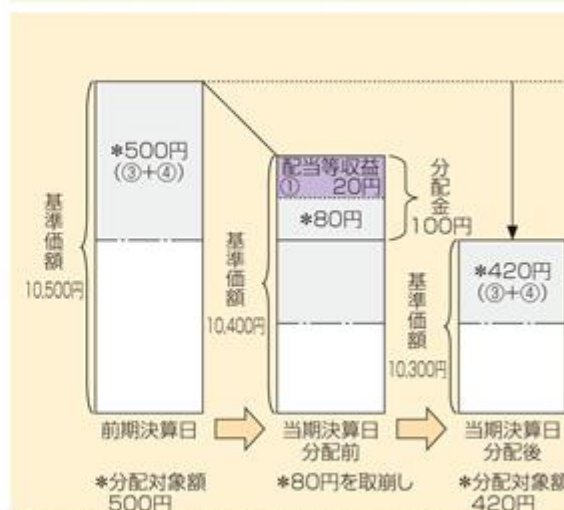 *500円
(③+④)
基準価額
10,500円
配当等収益
① 20円
*80円
分配金
100円
基準価額
10,400円
*420円
(③+④)
基準価額
10,300円
前期決算日
当期決算日
分配前
当期決算日
分配後
*分配対象額
500円
*80円を取崩し
*分配対象額
420円